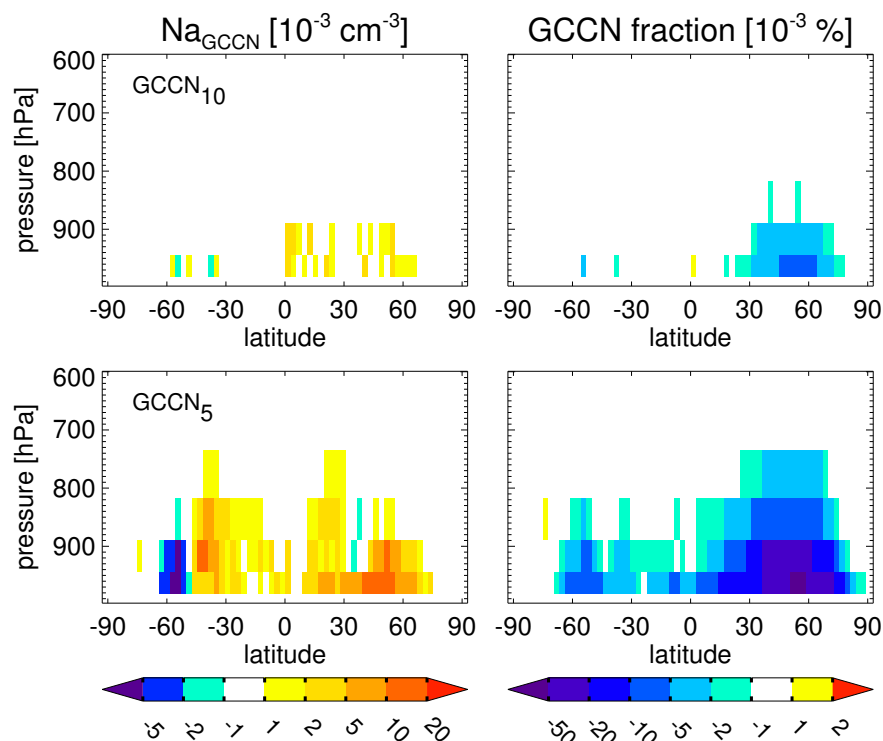 Na_GCCN [10^-3 cm^-3]
GCCN fraction [10^-3 %]
pressure [hPa]
600
700
800
900
GCCN_10
-90 -60 -30 0 30 60 90
latitude
-90 -60 -30 0 30 60 90
latitude
pressure [hPa]
600
700
800
900
GCCN_5
-90 -60 -30 0 30 60 90
latitude
-90 -60 -30 0 30 60 90
latitude
-5 -2 -1 1 2 5 10 20
-50 -20 -10 -5 -2 -1 1 2